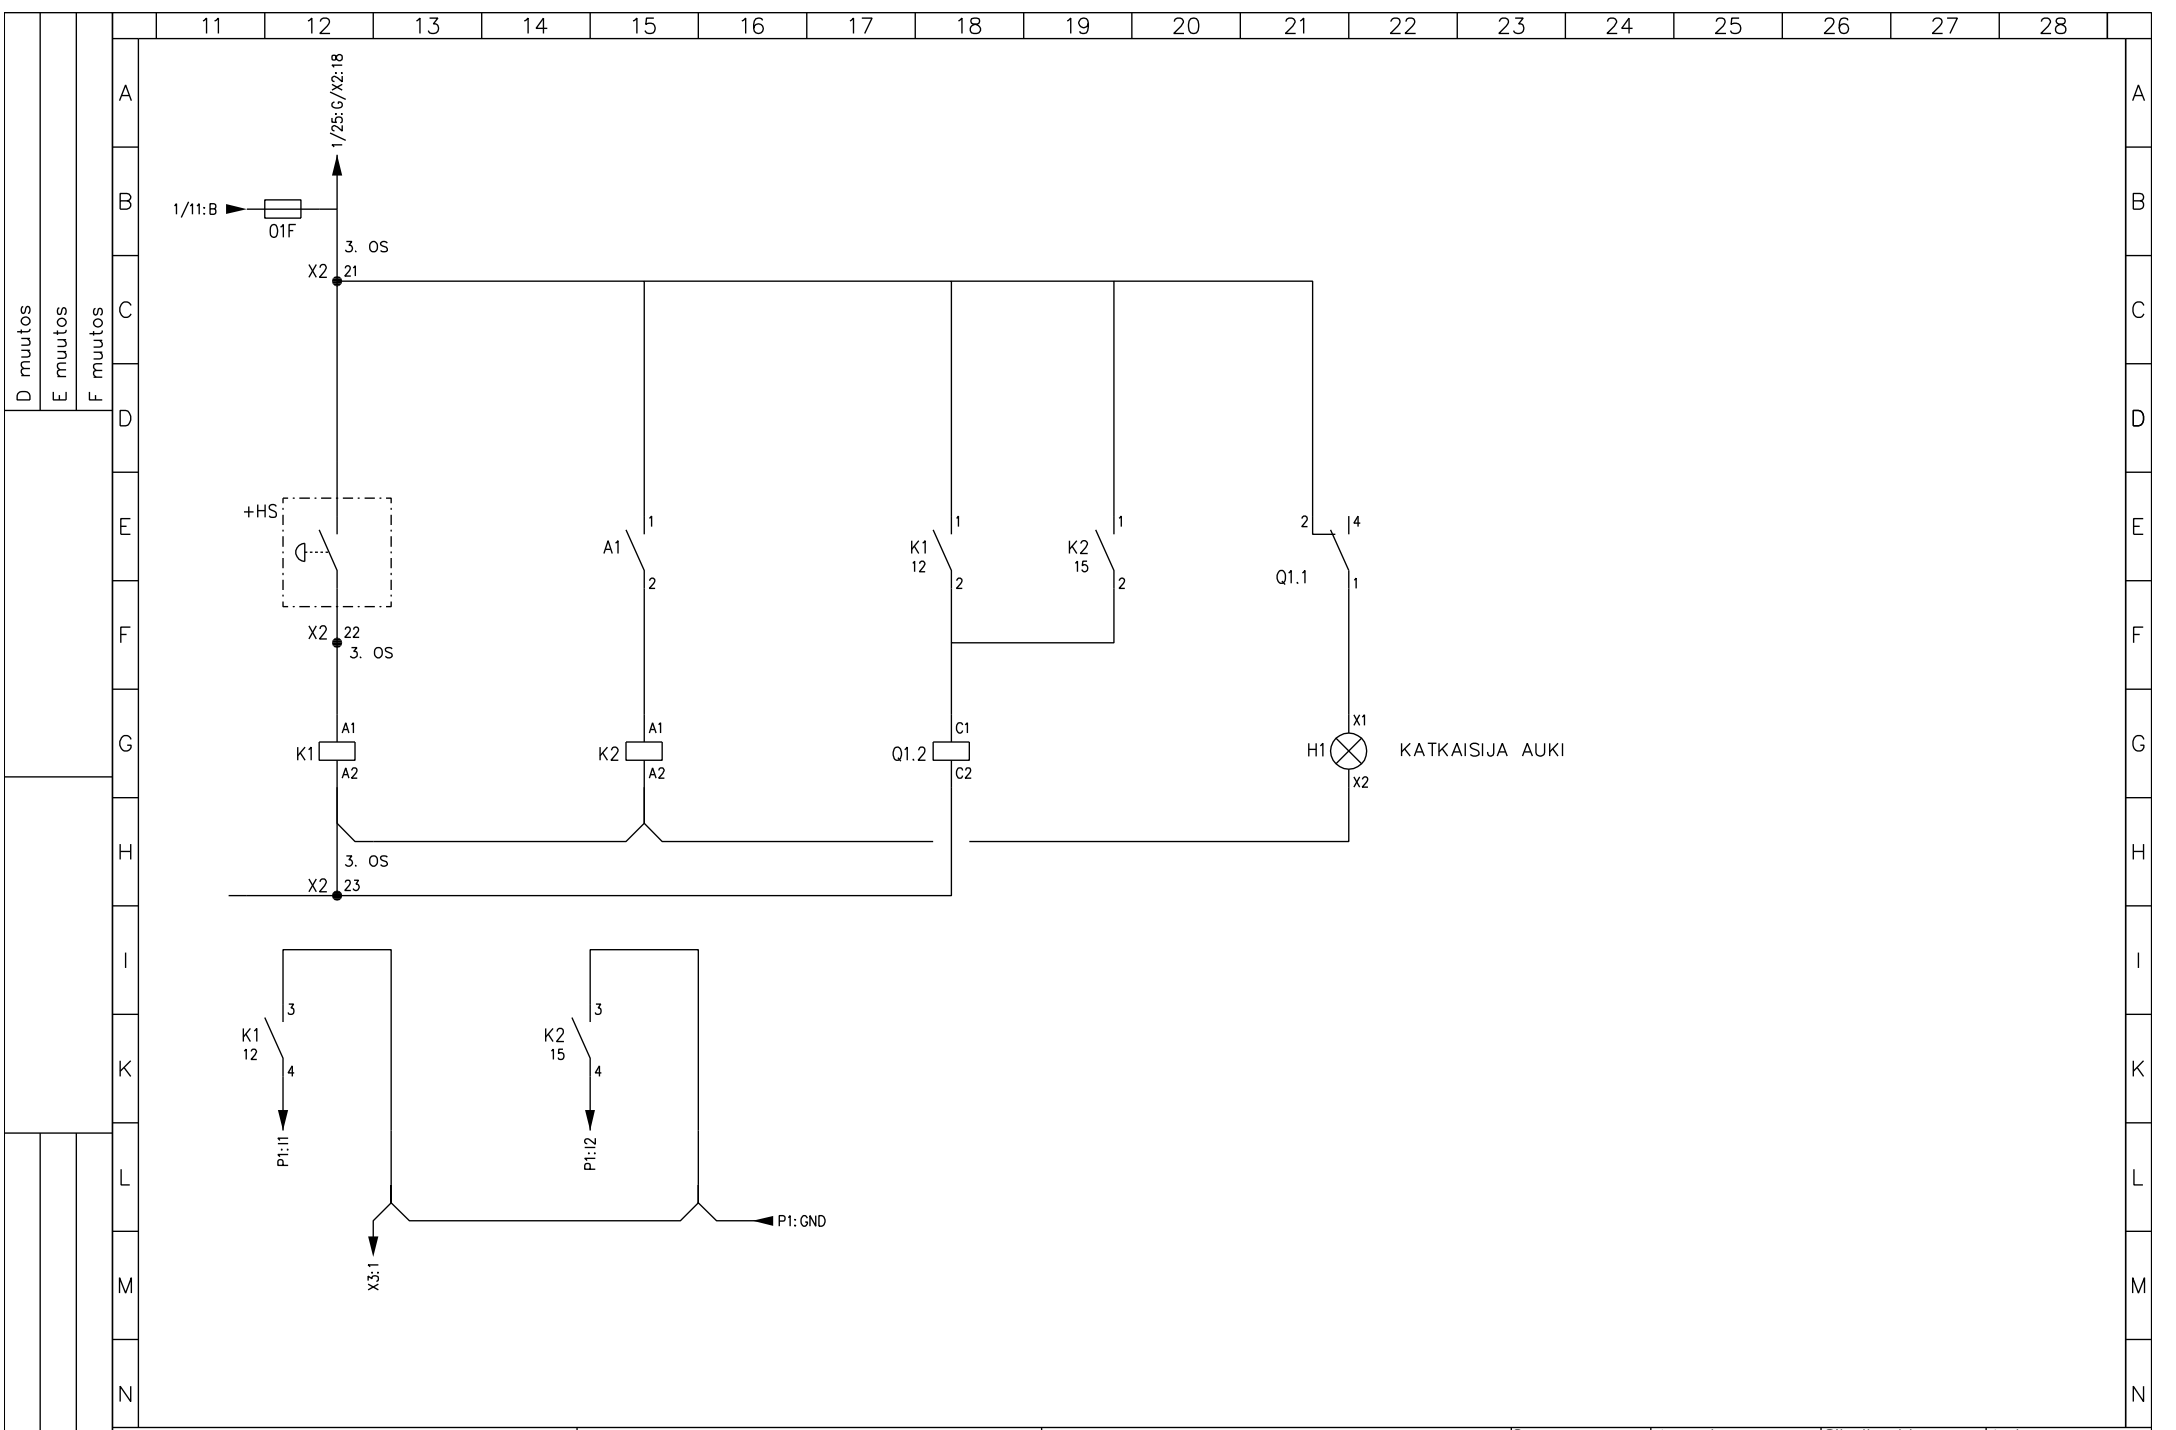 11 12 13 14 15 16 17 18 19 20 21 22 23 24 25 26 27 28
D muutos
E muutos
F muutos
A A
1/25:G/X2:18
B B
1/11:B
01F
3. OS
X2 21
C C
D D
E E
+HS
1 1 1 2 4
A1 K1 K2
12 15
Q1.1
2 2 2 1
F F
X2 22
3. OS
G G
A1 A1 C1 X1
K1 K2 Q1.2 H1 KATKAISIJA AUKI
A2 A2 C2 X2
H H
3. OS
X2 23
I I
3 3
K1 K2
12 15
K K
4 4
P1:I1 P1:I2
L L
P1:GND
X3:1
M M
N N